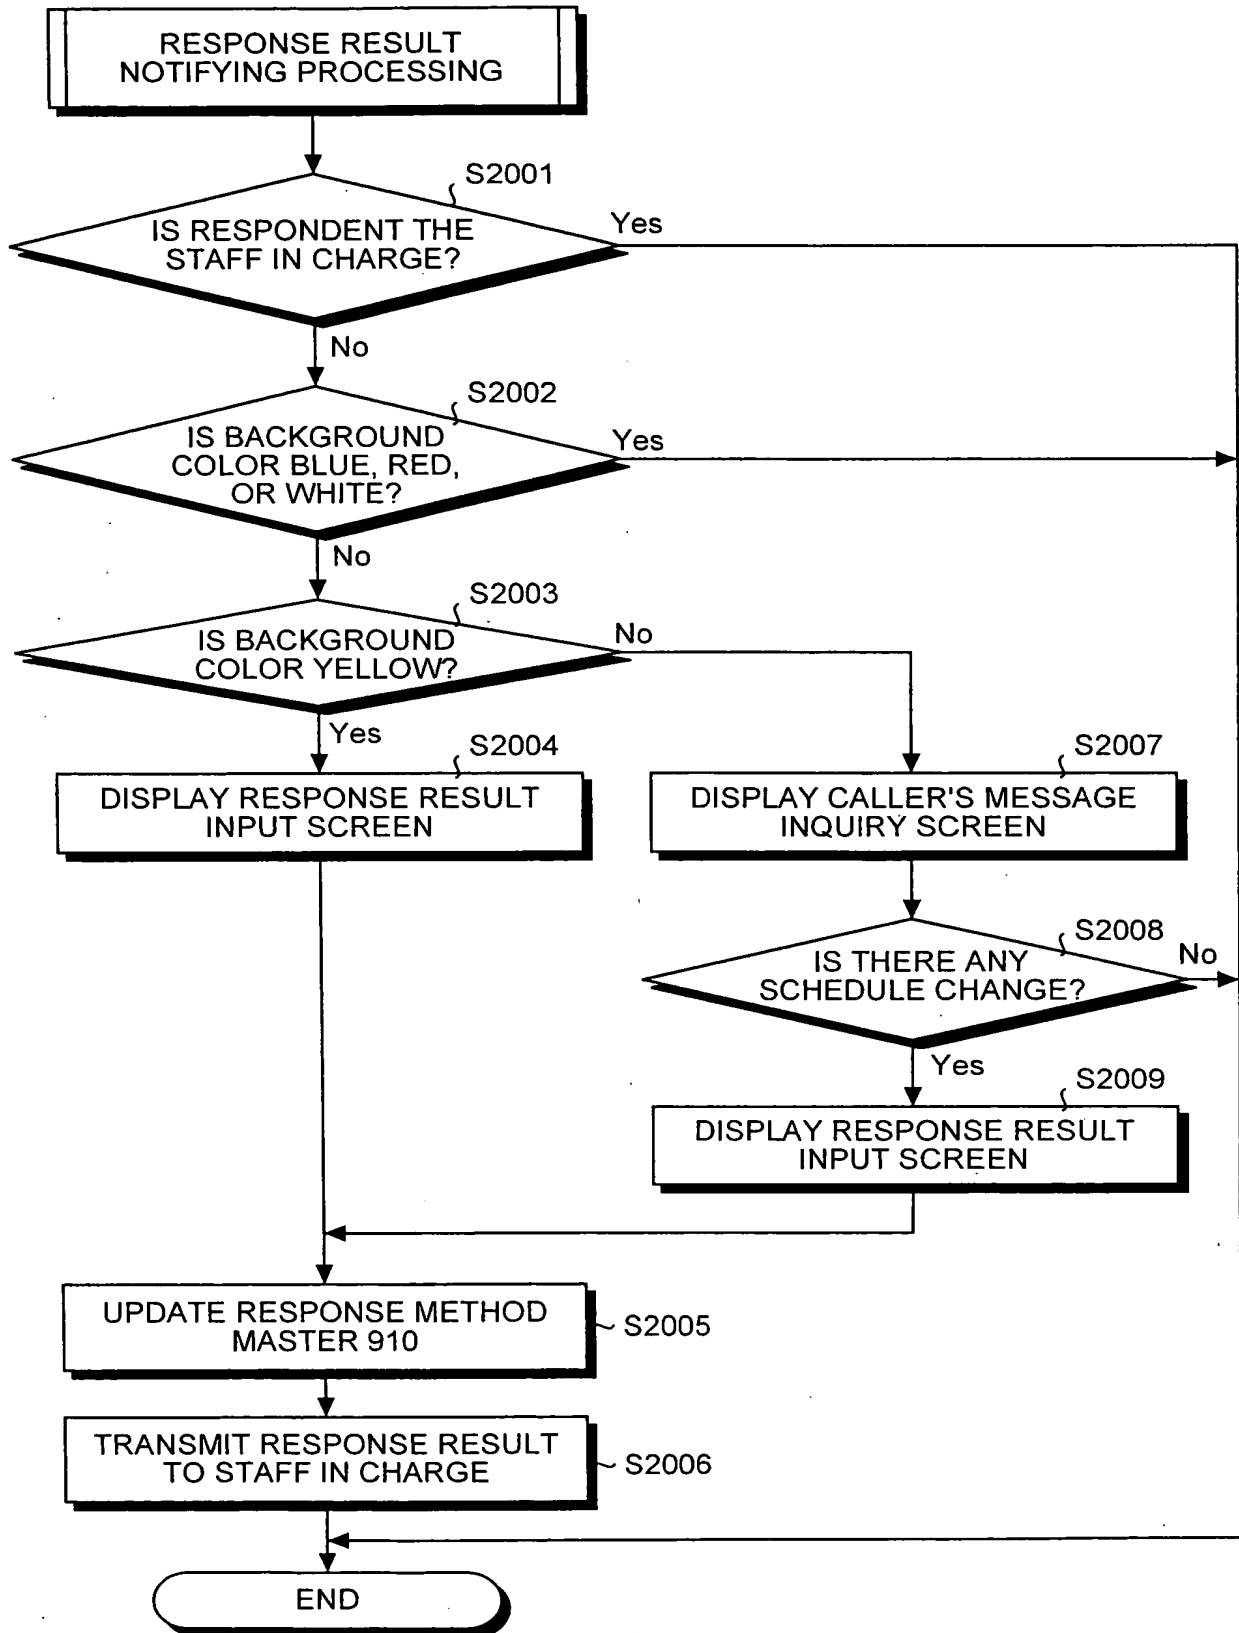 RESPONSE RESULT
NOTIFYING PROCESSING
S2001
IS RESPONDENT THE
STAFF IN CHARGE?
Yes
No
S2002
IS BACKGROUND
COLOR BLUE, RED,
OR WHITE?
Yes
No
S2003
IS BACKGROUND
COLOR YELLOW?
No
Yes
S2004
DISPLAY RESPONSE RESULT
INPUT SCREEN
S2007
DISPLAY CALLER'S MESSAGE
INQUIRY SCREEN
S2008
IS THERE ANY
SCHEDULE CHANGE?
No
Yes
S2009
DISPLAY RESPONSE RESULT
INPUT SCREEN
UPDATE RESPONSE METHOD
MASTER 910
S2005
TRANSMIT RESPONSE RESULT
TO STAFF IN CHARGE
S2006
END